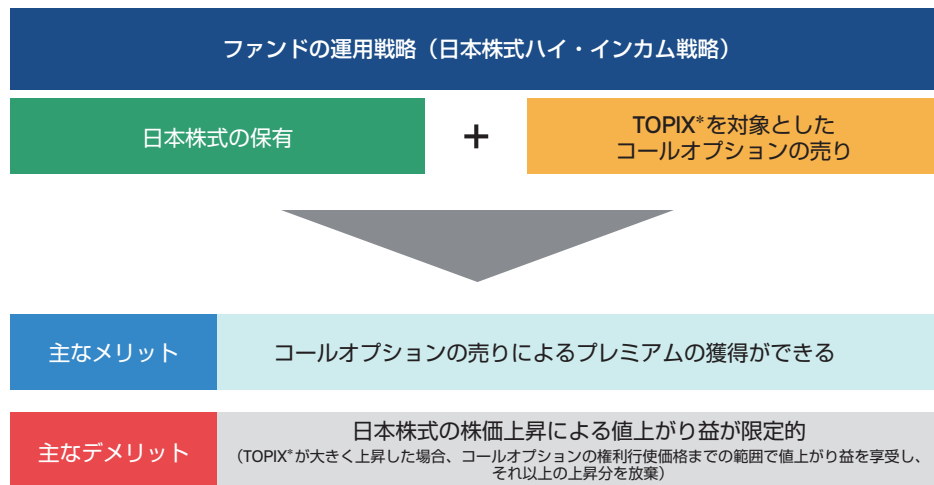 ファンドの運用戦略（日本株式ハイ・インカム戦略）
日本株式の保有
+
TOPIX*を対象とした
コールオプションの売り
主なメリット
コールオプションの売りによるプレミアムの獲得ができる
主なデメリット
日本株式の株価上昇による値上がり益が限定的
（TOPIX*が大きく上昇した場合、コールオプションの権利行使価格までの範囲で値上がり益を享受し、
それ以上の上昇分を放棄）